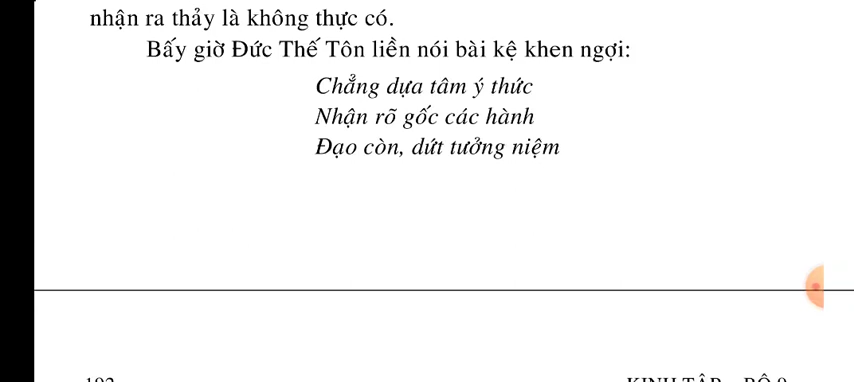 nhận ra thảy là không thực có.
Bấy giờ Đức Thế Tôn liền nói bài kệ khen ngợi:
Chẳng dựa tâm ý thức
Nhận rõ gốc các hành
Đạo còn, dứt tưởng niệm